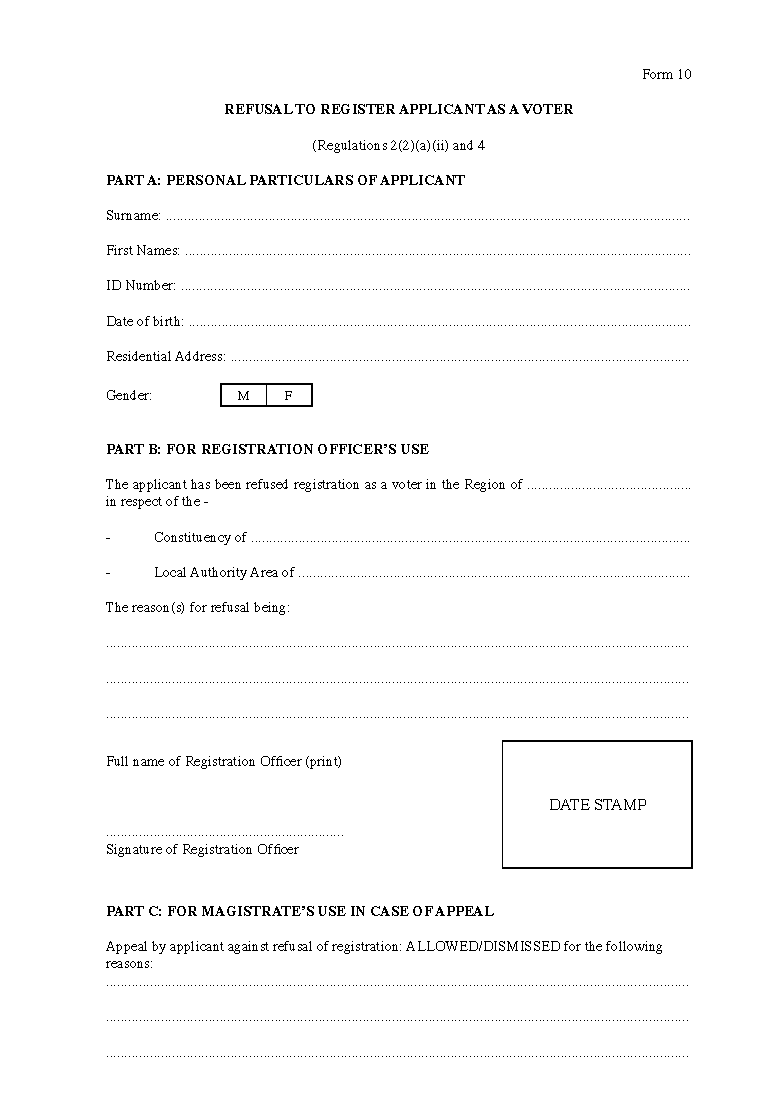 Form 10
REFUSAL TO REGISTER APPLICANT AS A VOTER
(Regulations 2(2)(a)(ii) and 4
PART A: PERSONAL PARTICULARS OF APPLICANT
Surname: ..........................................................................................................................................
First Names: ......................................................................................................................................
ID Number: .......................................................................................................................................
Date of birth: .....................................................................................................................................
Residential Address: ..........................................................................................................................
Gender: M F
PART B: FOR REGISTRATION OFFICER'S USE
The applicant has been refused registration as a voter in the Region of .............................................
in respect of the -
- Constituency of ........................................................................................................................
- Local Authority Area of ...........................................................................................................
The reason(s) for refusal being:
................................................................................................................................................................
................................................................................................................................................................
................................................................................................................................................................
Full name of Registration Officer (print)
DATE STAMP
.................................................................
Signature of Registration Officer
PART C: FOR MAGISTRATE'S USE IN CASE OF APPEAL
Appeal by applicant against refusal of registration: ALLOWED/DISMISSED for the following
reasons:
................................................................................................................................................................
................................................................................................................................................................
................................................................................................................................................................